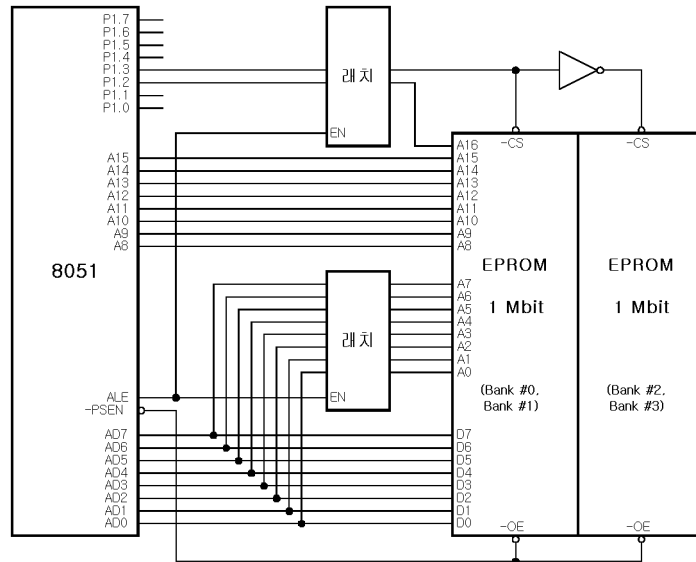 P1.7
P1.6
P1.5
P1.4
P1.3
P1.2
P1.1
P1.0
A15
A14
A13
A12
A11
A10
A9
A8
8051
ALE
-PSEN
AD7
AD6
AD5
AD4
AD3
AD2
AD1
AD0
래치
EN
래치
EN
-CS
A16
A15
A14
A13
A12
A11
A10
A9
A8
EPROM
1 Mbit
A7
A6
A5
A4
A3
A2
A1
A0
(Bank #0,
Bank #1)
D7
D6
D5
D4
D3
D2
D1
D0
-OE
-CS
EPROM
1 Mbit
(Bank #2,
Bank #3)
-OE